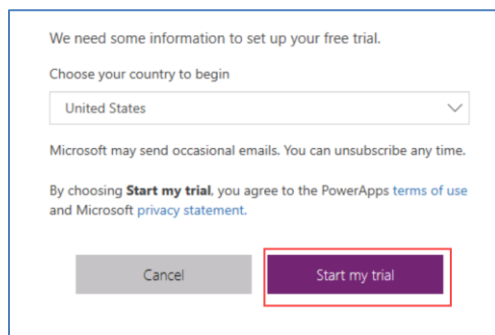 We need some information to set up your free trial.
Choose your country to begin
United States
Microsoft may send occasional emails. You can unsubscribe any time.
By choosing Start my trial, you agree to the PowerApps terms of use
and Microsoft privacy statement.
Cancel
Start my trial